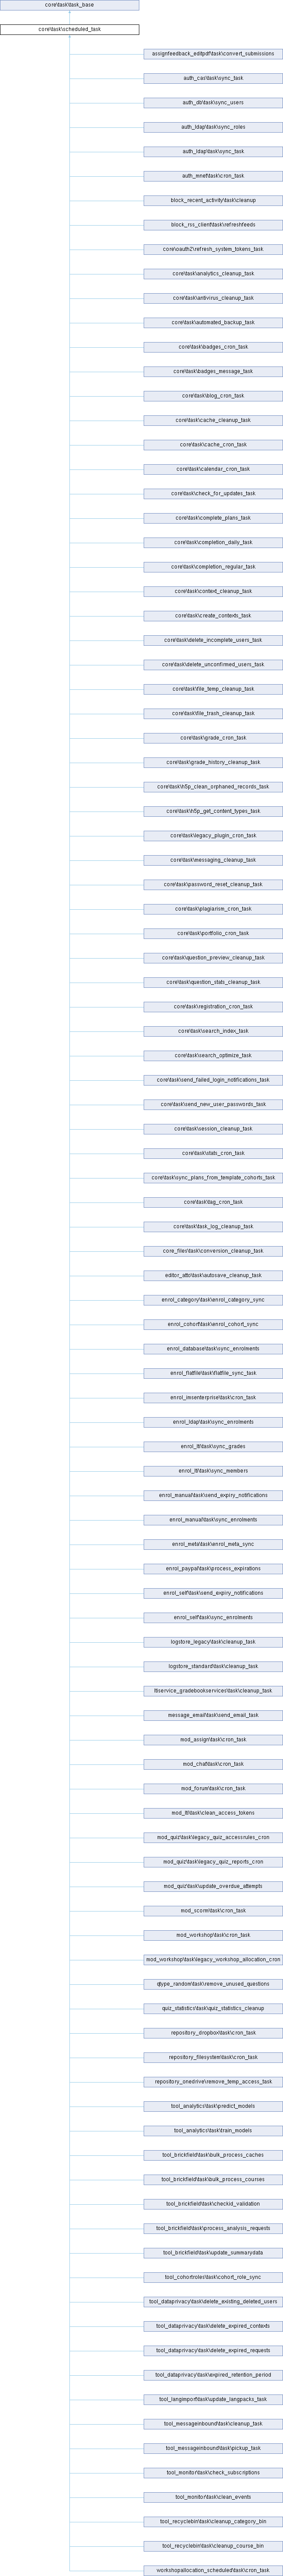 core\task\task_base
core\task\scheduled_task
assignfeedback_editpdf\task\convert_submissions
auth_cas\task\sync_task
auth_db\task\sync_users
auth_ldap\task\sync_roles
auth_ldap\task\sync_task
auth_mnet\task\cron_task
block_recent_activity\task\cleanup
block_rss_client\task\refreshfeeds
core\oauth2\refresh_system_tokens_task
core\task\analytics_cleanup_task
core\task\antivirus_cleanup_task
core\task\automated_backup_task
core\task\badges_cron_task
core\task\badges_message_task
core\task\blog_cron_task
core\task\cache_cleanup_task
core\task\cache_cron_task
core\task\calendar_cron_task
core\task\check_for_updates_task
core\task\complete_plans_task
core\task\completion_daily_task
core\task\completion_regular_task
core\task\context_cleanup_task
core\task\create_contexts_task
core\task\delete_incomplete_users_task
core\task\delete_unconfirmed_users_task
core\task\file_temp_cleanup_task
core\task\file_trash_cleanup_task
core\task\grade_cron_task
core\task\grade_history_cleanup_task
core\task\h5p_clean_orphaned_records_task
core\task\h5p_get_content_types_task
core\task\legacy_plugin_cron_task
core\task\messaging_cleanup_task
core\task\password_reset_cleanup_task
core\task\plagiarism_cron_task
core\task\portfolio_cron_task
core\task\question_preview_cleanup_task
core\task\question_stats_cleanup_task
core\task\registration_cron_task
core\task\search_index_task
core\task\search_optimize_task
core\task\send_failed_login_notifications_task
core\task\send_new_user_passwords_task
core\task\session_cleanup_task
core\task\stats_cron_task
core\task\sync_plans_from_template_cohorts_task
core\task\tag_cron_task
core\task\task_log_cleanup_task
core_files\task\conversion_cleanup_task
editor_atto\task\autosave_cleanup_task
enrol_category\task\enrol_category_sync
enrol_cohort\task\enrol_cohort_sync
enrol_database\task\sync_enrolments
enrol_flatfile\task\flatfile_sync_task
enrol_imsenterprise\task\cron_task
enrol_ldap\task\sync_enrolments
enrol_lti\task\sync_grades
enrol_lti\task\sync_members
enrol_manual\task\send_expiry_notifications
enrol_manual\task\sync_enrolments
enrol_meta\task\enrol_meta_sync
enrol_paypal\task\process_expirations
enrol_self\task\send_expiry_notifications
enrol_self\task\sync_enrolments
logstore_legacy\task\cleanup_task
logstore_standard\task\cleanup_task
ltiservice_gradebookservices\task\cleanup_task
message_email\task\send_email_task
mod_assign\task\cron_task
mod_chat\task\cron_task
mod_forum\task\cron_task
mod_lti\task\clean_access_tokens
mod_quiz\task\legacy_quiz_accessrules_cron
mod_quiz\task\legacy_quiz_reports_cron
mod_quiz\task\update_overdue_attempts
mod_scorm\task\cron_task
mod_workshop\task\cron_task
mod_workshop\task\legacy_workshop_allocation_cron
qtype_random\task\remove_unused_questions
quiz_statistics\task\quiz_statistics_cleanup
repository_dropbox\task\cron_task
repository_filesystem\task\cron_task
repository_onedrive\remove_temp_access_task
tool_analytics\task\predict_models
tool_analytics\task\train_models
tool_brickfield\task\bulk_process_caches
tool_brickfield\task\bulk_process_courses
tool_brickfield\task\checkid_validation
tool_brickfield\task\process_analysis_requests
tool_brickfield\task\update_summarydata
tool_cohortroles\task\cohort_role_sync
tool_dataprivacy\task\delete_existing_deleted_users
tool_dataprivacy\task\delete_expired_contexts
tool_dataprivacy\task\delete_expired_requests
tool_dataprivacy\task\expired_retention_period
tool_langimport\task\update_langpacks_task
tool_messageinbound\task\cleanup_task
tool_messageinbound\task\pickup_task
tool_monitor\task\check_subscriptions
tool_monitor\task\clean_events
tool_recyclebin\task\cleanup_category_bin
tool_recyclebin\task\cleanup_course_bin
workshopallocation_scheduled\task\cron_task